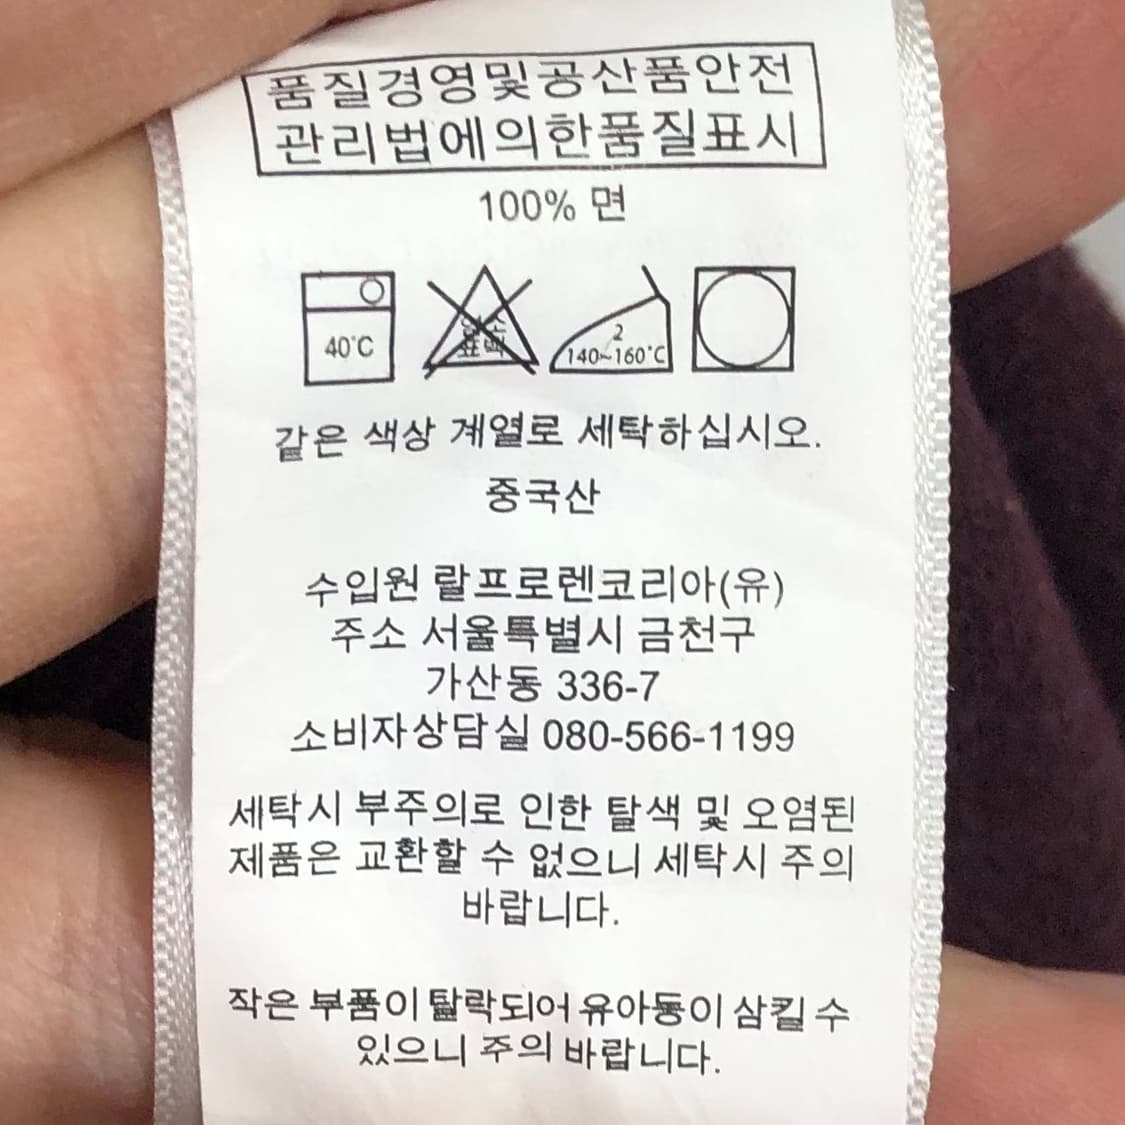 품질경영및공산품안전
관리법에의한품질표시
100% 면
40°C
염소
표백
2
140~160°C
같은 색상 계열로 세탁하십시오.
중국산
수입원 랄프로렌코리아(유)
주소 서울특별시 금천구
가산동 336-7
소비자상담실 080-566-1199
세탁시 부주의로 인한 탈색 및 오염된
제품은 교환할 수 없으니 세탁시 주의
바랍니다.
작은 부품이 탈락되어 유아동이 삼킬 수
있으니 주의 바랍니다.